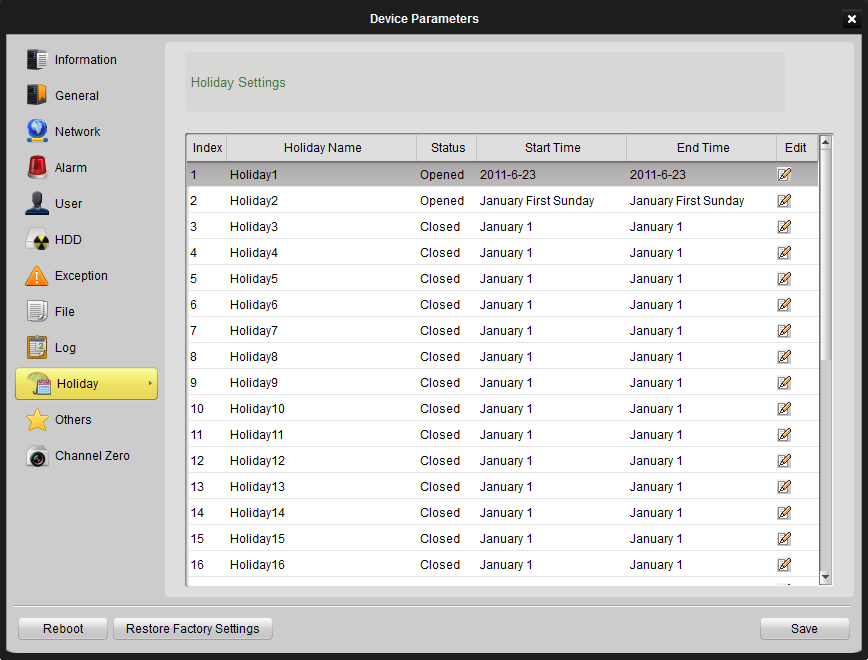 Device Parameters
Information
General
Network
Alarm
User
HDD
Exception
File
Log
Holiday
Others
Channel Zero
Holiday Settings
Index Holiday Name Status Start Time End Time Edit
1 Holiday1 Opened 2011-6-23 2011-6-23
2 Holiday2 Opened January First Sunday January First Sunday
3 Holiday3 Closed January 1 January 1
4 Holiday4 Closed January 1 January 1
5 Holiday5 Closed January 1 January 1
6 Holiday6 Closed January 1 January 1
7 Holiday7 Closed January 1 January 1
8 Holiday8 Closed January 1 January 1
9 Holiday9 Closed January 1 January 1
10 Holiday10 Closed January 1 January 1
11 Holiday11 Closed January 1 January 1
12 Holiday12 Closed January 1 January 1
13 Holiday13 Closed January 1 January 1
14 Holiday14 Closed January 1 January 1
15 Holiday15 Closed January 1 January 1
16 Holiday16 Closed January 1 January 1
Reboot Restore Factory Settings Save